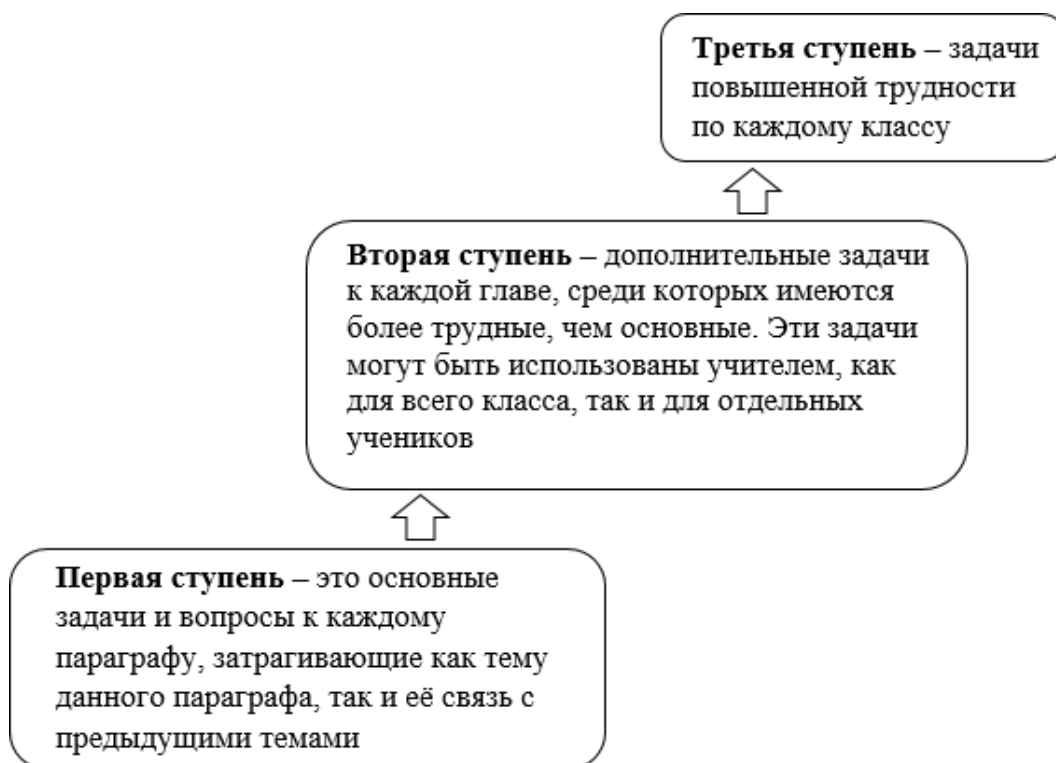 Третья ступень – задачи
повышенной трудности
по каждому классу
Вторая ступень – дополнительные задачи
к каждой главе, среди которых имеются
более трудные, чем основные. Эти задачи
могут быть использованы учителем, как
для всего класса, так и для отдельных
учеников
Первая ступень – это основные
задачи и вопросы к каждому
параграфу, затрагивающие как тему
данного параграфа, так и её связь с
предыдущими темами